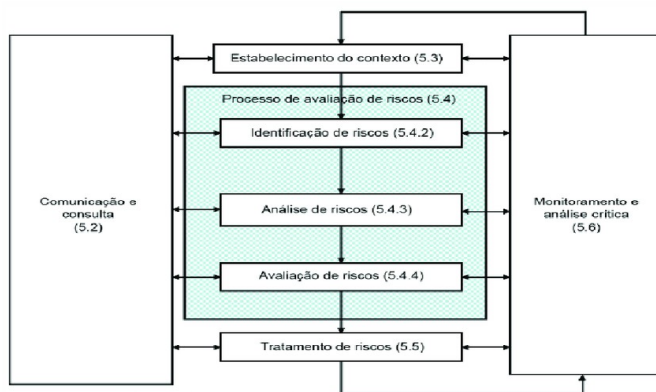 Estabelecimento do contexto (5.3)
Processo de avaliação de riscos (5.4)
Identificação de riscos (5.4.2)
Comunicação e
consulta
(5.2)
Análise de riscos (5.4.3)
Monitoramento e
análise crítica
(5.6)
Avaliação de riscos (5.4.4)
Tratamento de riscos (5.5)